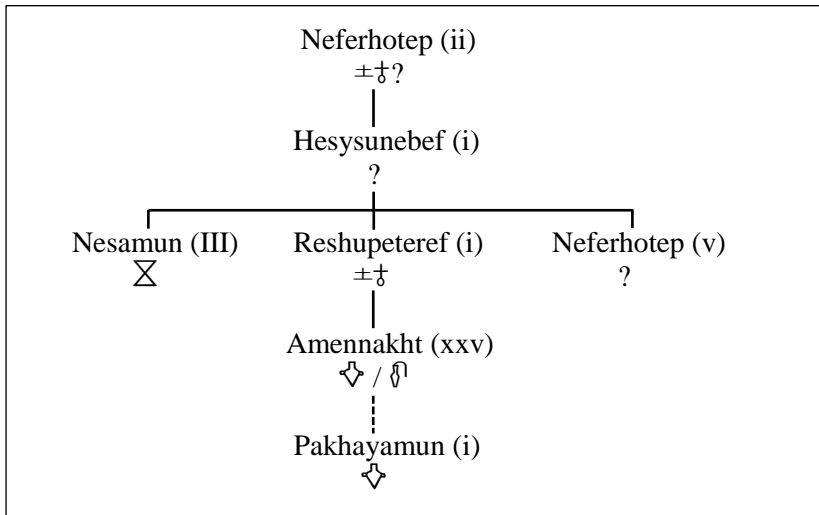 Neferhotep (ii)
?
Hesysunebef (i)
?
Nesamun (III) Reshupeteref (i) Neferhotep (v)
?
Amennakht (xxv)
/
Pakhayamun (i)